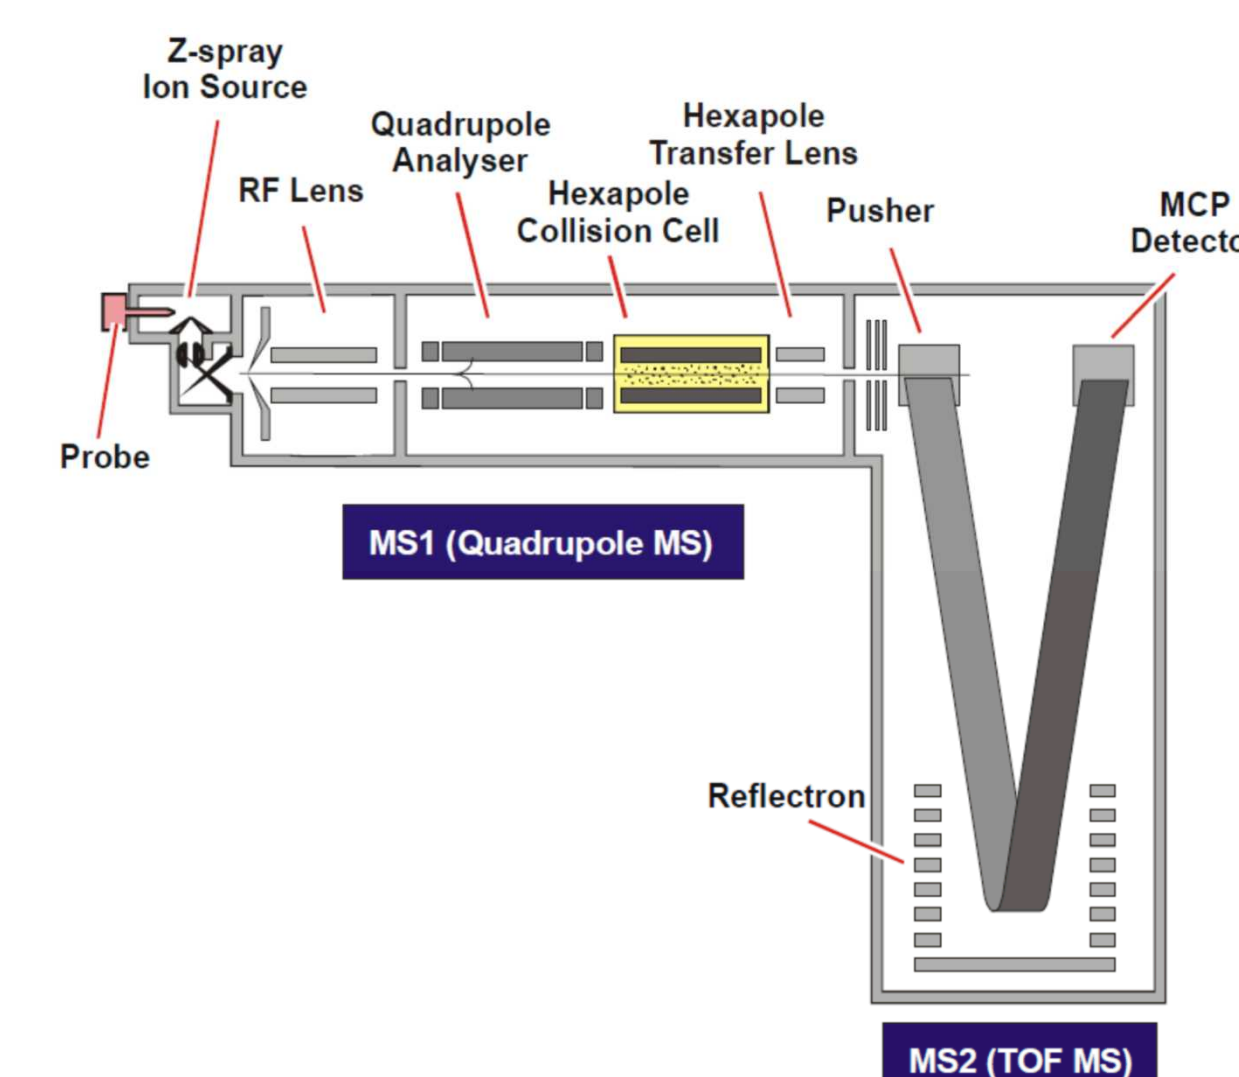 Z-spray
Ion Source
Quadrupole
Analyser
Hexapole
Transfer Lens
RF Lens
Hexapole
Collision Cell
Pusher
MCP
Detecto
Probe
MS1 (Quadrupole MS)
Reflectron
MS2 (TOF MS)